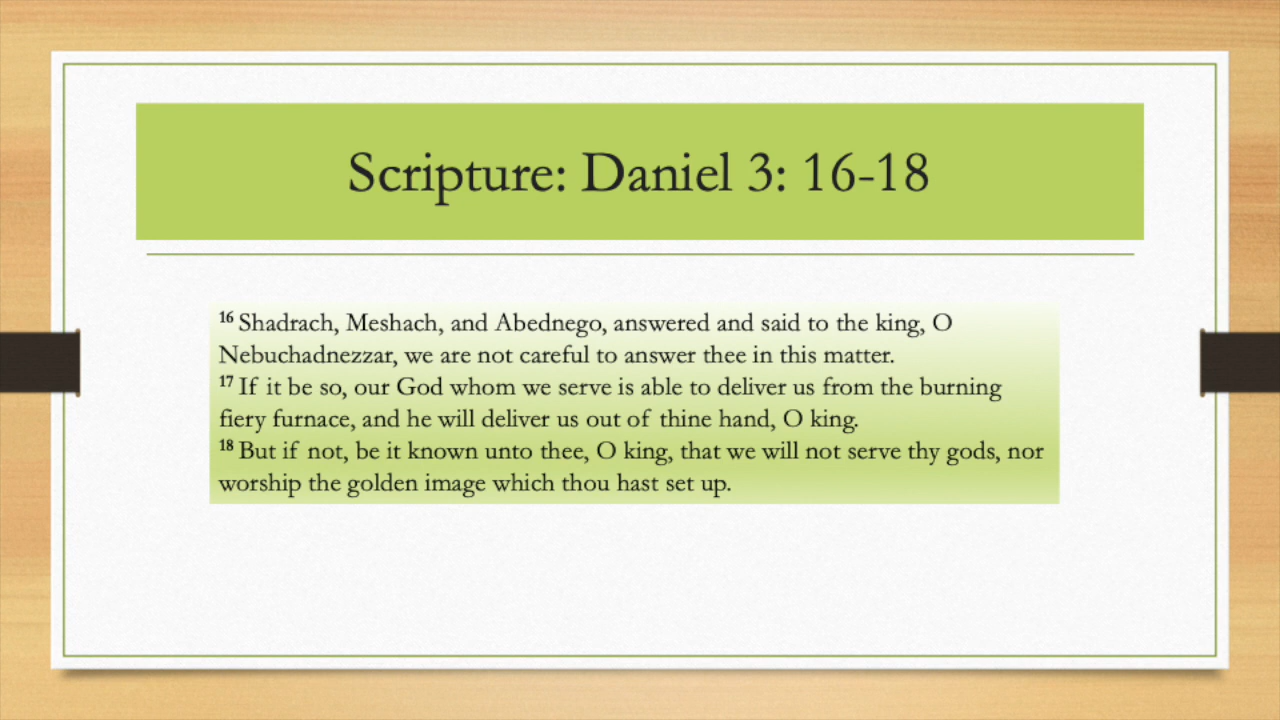 Scripture: Daniel 3: 16-18
16 Shadrach, Meshach, and Abednego, answered and said to the king, O
Nebuchadnezzar, we are not careful to answer thee in this matter.
17 If it be so, our God whom we serve is able to deliver us from the burning
fiery furnace, and he will deliver us out of thine hand, O king.
18 But if not, be it known unto thee, O king, that we will not serve thy gods, nor
worship the golden image which thou hast set up.